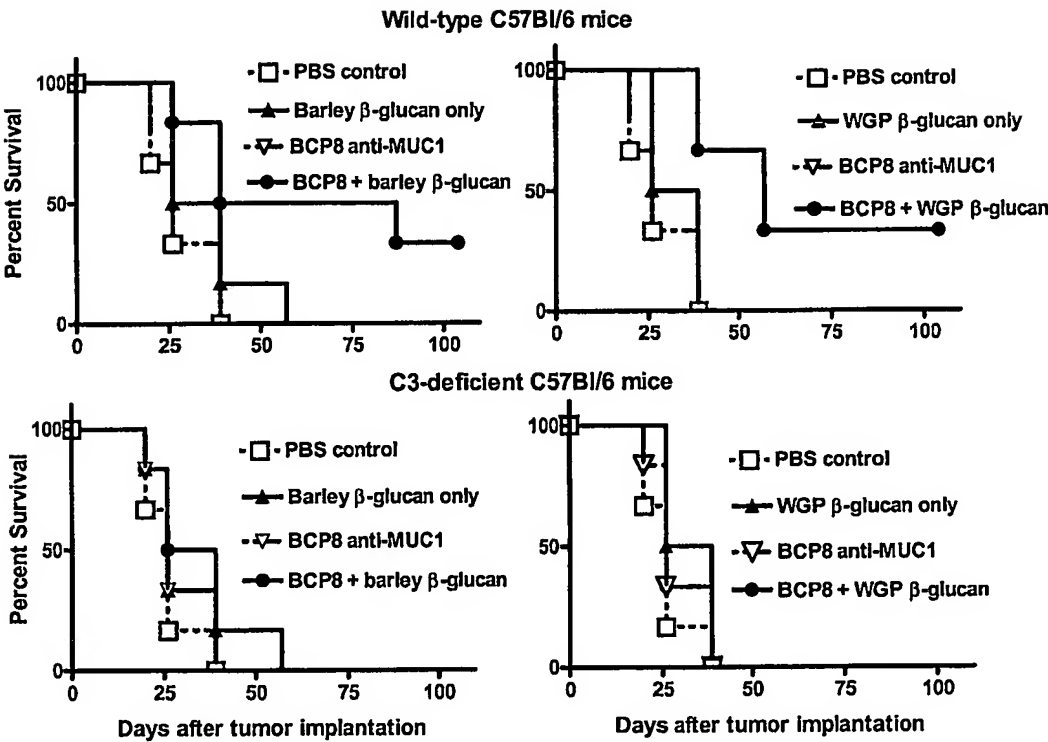 Wild-type C57Bl/6 mice
Percent Survival
100
50
0
0 25 50 75 100
PBS control
Barley β-glucan only
BCP8 anti-MUC1
BCP8 + barley β-glucan
100
50
0
0 25 50 75 100
PBS control
WGP β-glucan only
BCP8 anti-MUC1
BCP8 + WGP β-glucan
C3-deficient C57Bl/6 mice
Percent Survival
100
50
0
0 25 50 75 100
Days after tumor implantation
PBS control
Barley β-glucan only
BCP8 anti-MUC1
BCP8 + barley β-glucan
100
50
0
0 25 50 75 100
Days after tumor implantation
PBS control
WGP β-glucan only
BCP8 anti-MUC1
BCP8 + WGP β-glucan